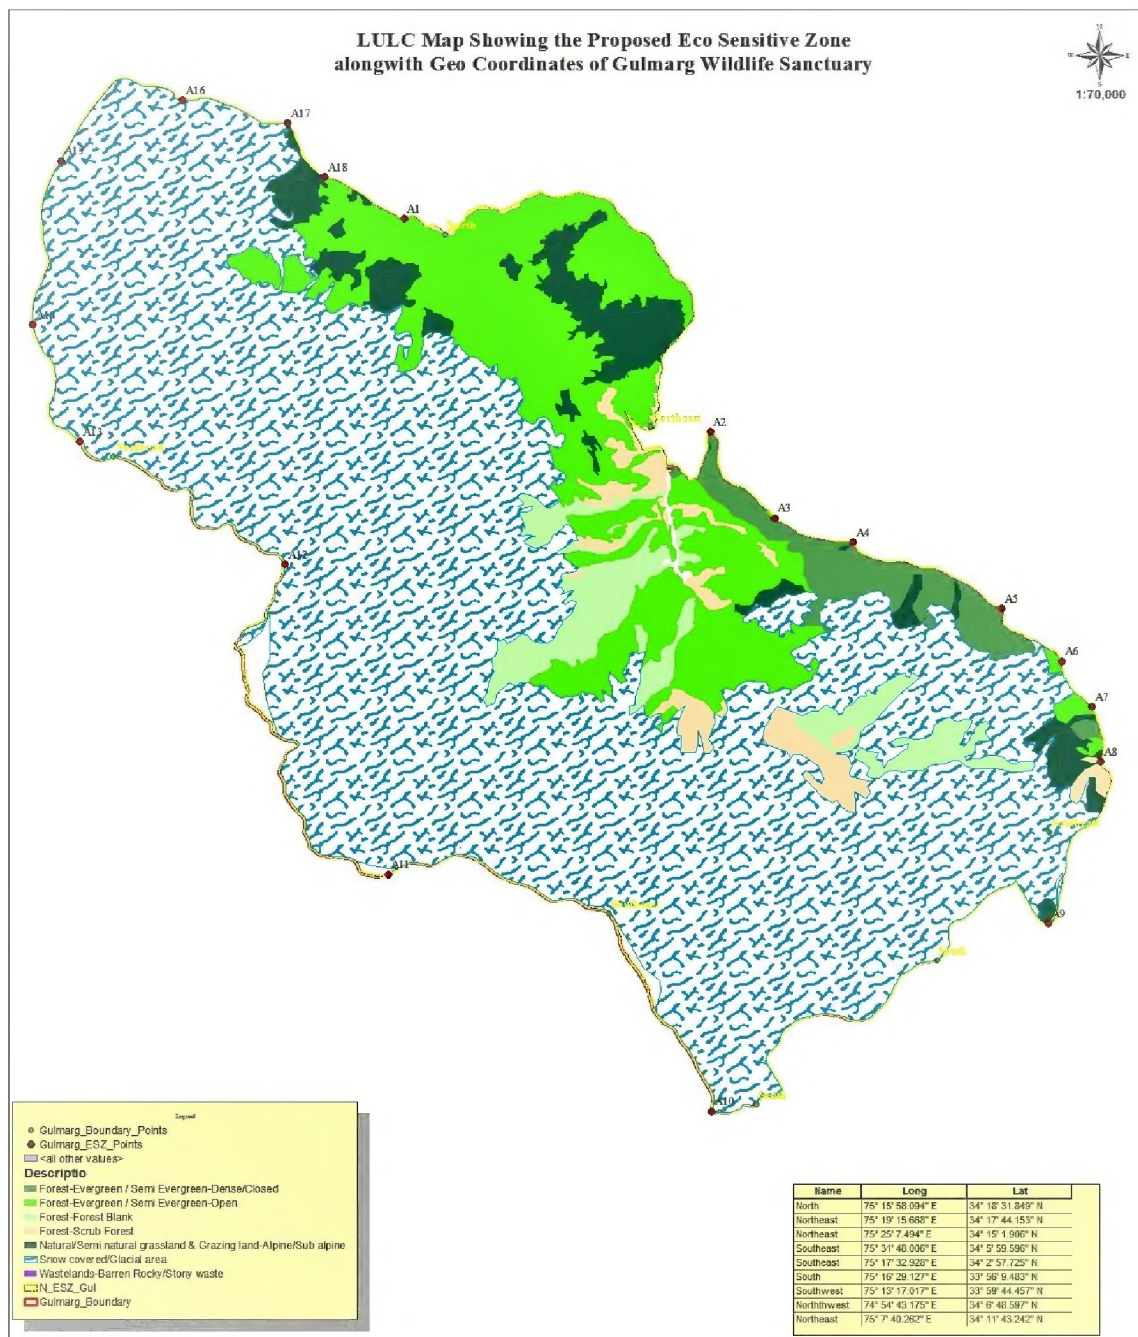 LULC Map Showing the Proposed Eco Sensitive Zone
alongwith Geo Coordinates of Gulmarg Wildlife Sanctuary
N
E
S
1:70,000
A16
A17
A15
A18
A1
North
A14
Northeast
A2
A13
A3
A4
A12
A5
A6
A7
A8
A11
A9
South
A10
Legend
Gulmarg_Boundary_Points
Gulmarg_ESZ_Points
<all other values>
Descriptio
Forest-Evergreen / Semi Evergreen-Dense/Closed
Forest-Evergreen / Semi Evergreen-Open
Forest-Forest Blank
Forest-Scrub Forest
Natural/Semi natural grassland & Grazing land-Alpine/Sub alpine
Snow covered/Glacial area
Wastelands-Barren Rocky/Stony waste
N_ESZ_Gul
Gulmarg_Boundary
Name Long Lat
North 75° 15' 58.094" E 34° 18' 31.849" N
Northeast 75° 19' 15.668" E 34° 17' 44.153" N
Northeast 75° 25' 7.494" E 34° 15' 1.906" N
Southeast 75° 31' 48.006" E 34° 5' 59.596" N
Southeast 75° 17' 32.928" E 34° 2' 57.725" N
South 75° 16' 29.127" E 33° 56' 9.483" N
Southwest 75° 13' 17.017" E 33° 59' 44.457" N
Norththwest 74° 54' 43.175" E 34° 6' 48.597" N
Northeast 75° 7' 40.262" E 34° 11' 43.242" N